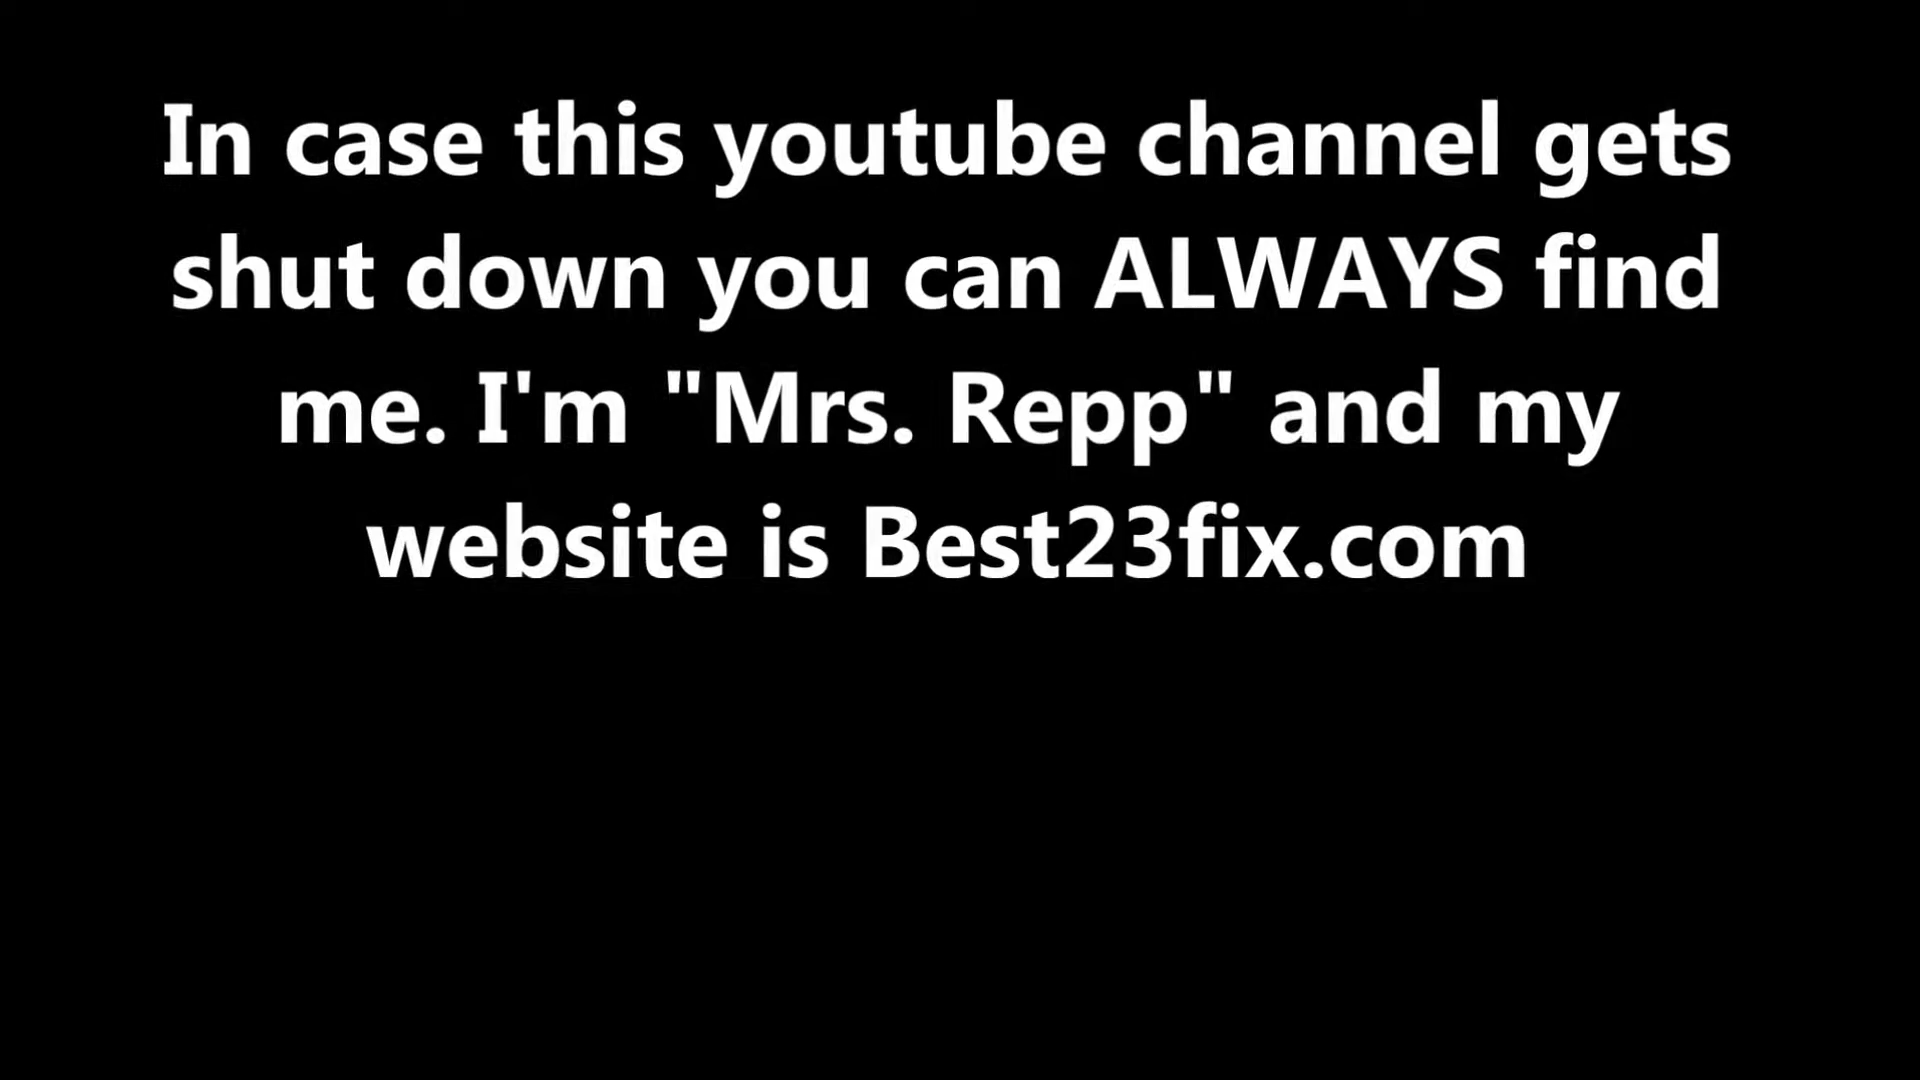 In case this youtube channel gets
shut down you can ALWAYS find
me. I'm "Mrs. Repp" and my
website is Best23fix.com